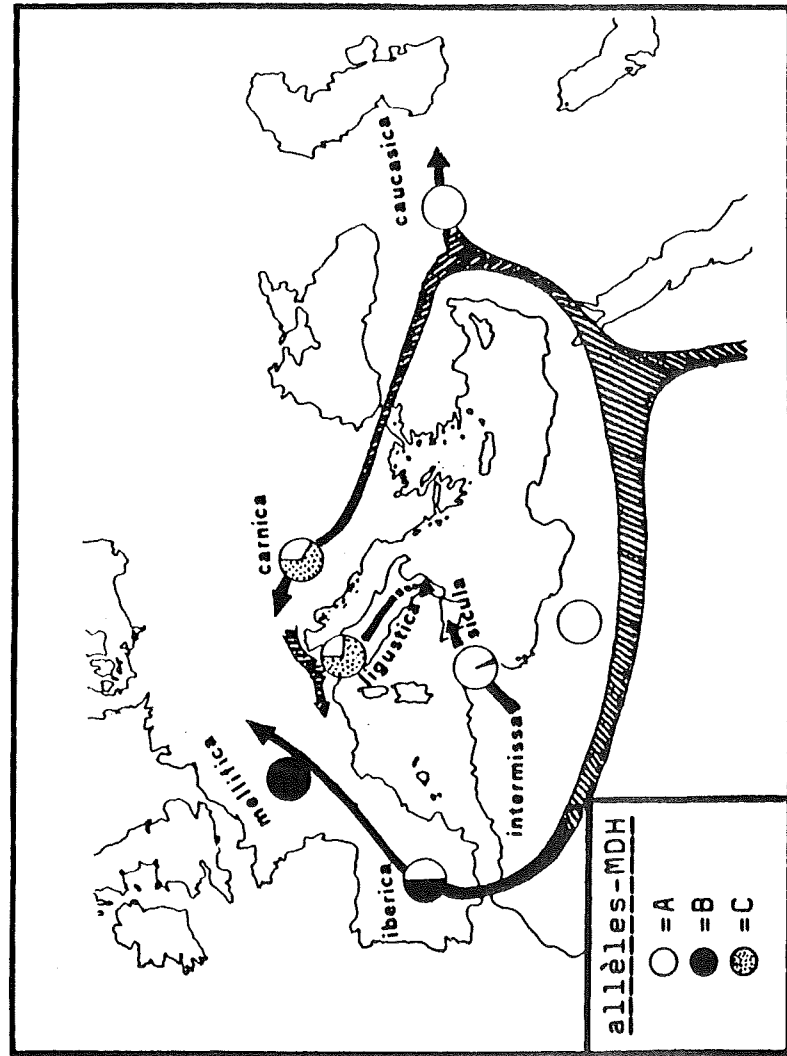 caucasica
carnica
ligustica
sicula
intermissa
mellifica
iberica
allèles-MDH
=A
=B
=C